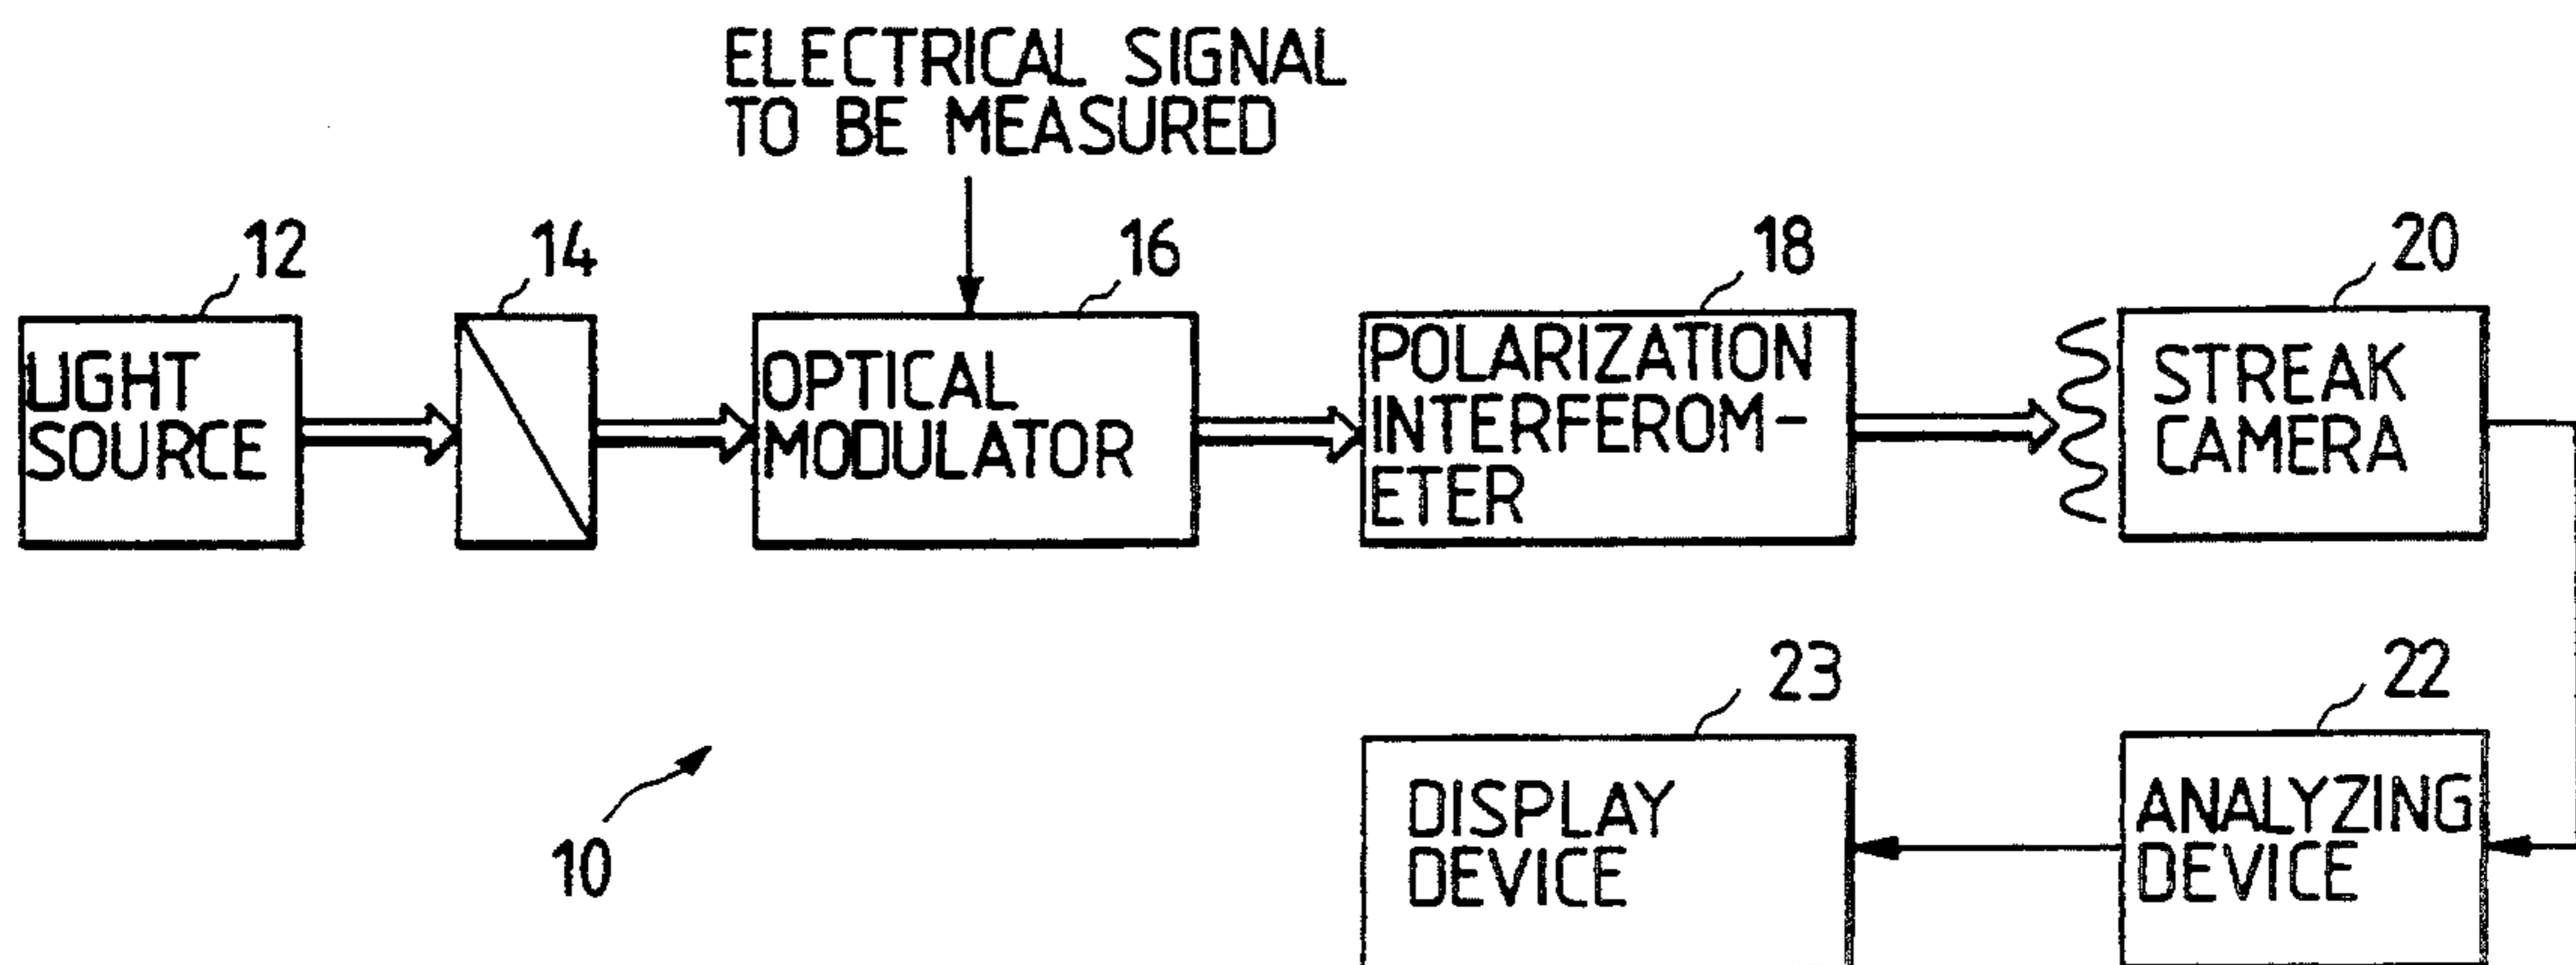 ELECTRICAL SIGNAL
TO BE MEASURED
12
14
16
18
20
LIGHT
SOURCE
OPTICAL
MODULATOR
POLARIZATION
INTERFEROM-
ETER
STREAK
CAMERA
23
22
10
DISPLAY
DEVICE
ANALYZING
DEVICE